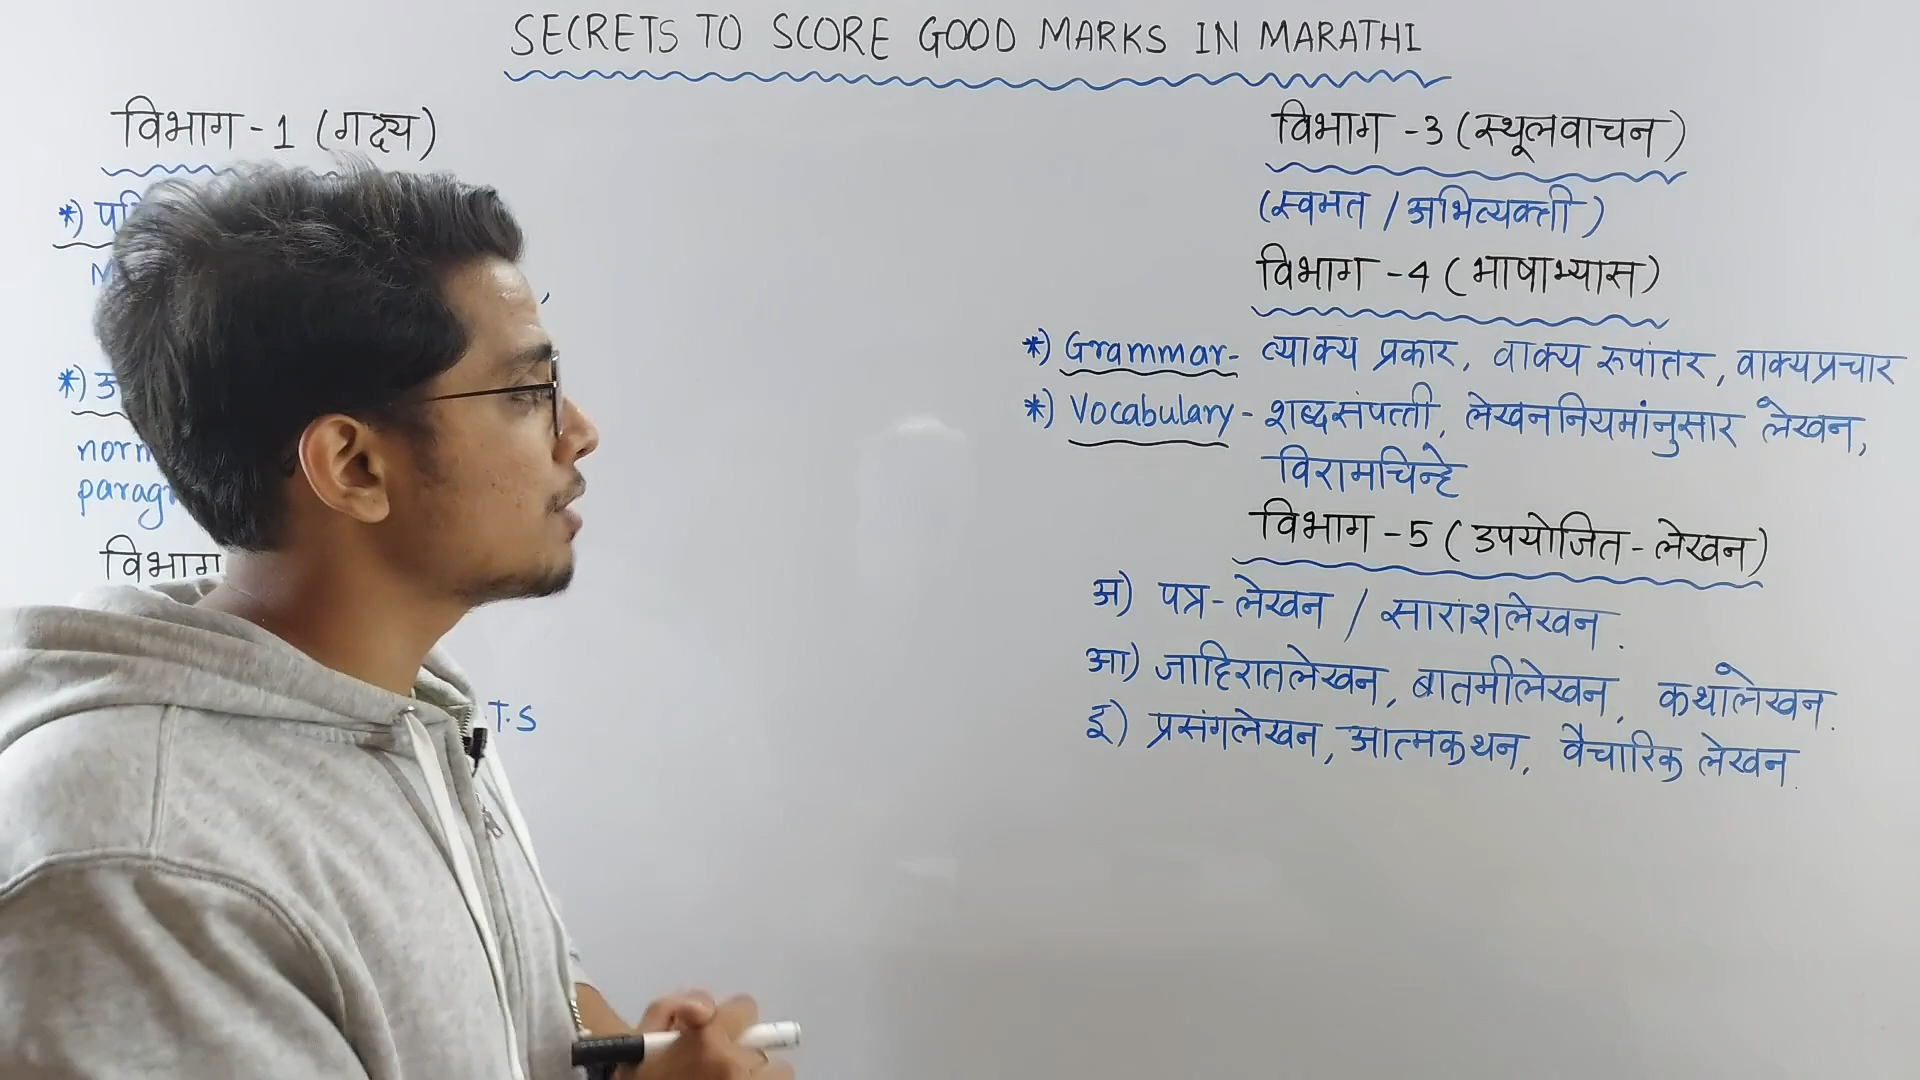 SECRETS TO SCORE GOOD MARKS IN MARATHI
विभाग - 1 (गद्य)
*)
*)
विभाग
T.S
विभाग - 3 (स्थूलवाचन)
(स्वमत / अभिव्यक्ती)
विभाग - 4 (भाषाभ्यास)
*) Grammar - व्याक्य प्रकार, वाक्य रुपांतर, वाक्यप्रचार
*) Vocabulary - शब्दसंपत्ती, लेखननियमांनुसार लेखन,
विरामचिन्हे
विभाग - 5 (उपयोजित - लेखन)
अ) पत्र - लेखन / सारांशलेखन.
आ) जाहिरातलेखन, बातमीलेखन, कथालेखन.
इ) प्रसंगलेखन, आत्मकथन, वैचारिक लेखन.